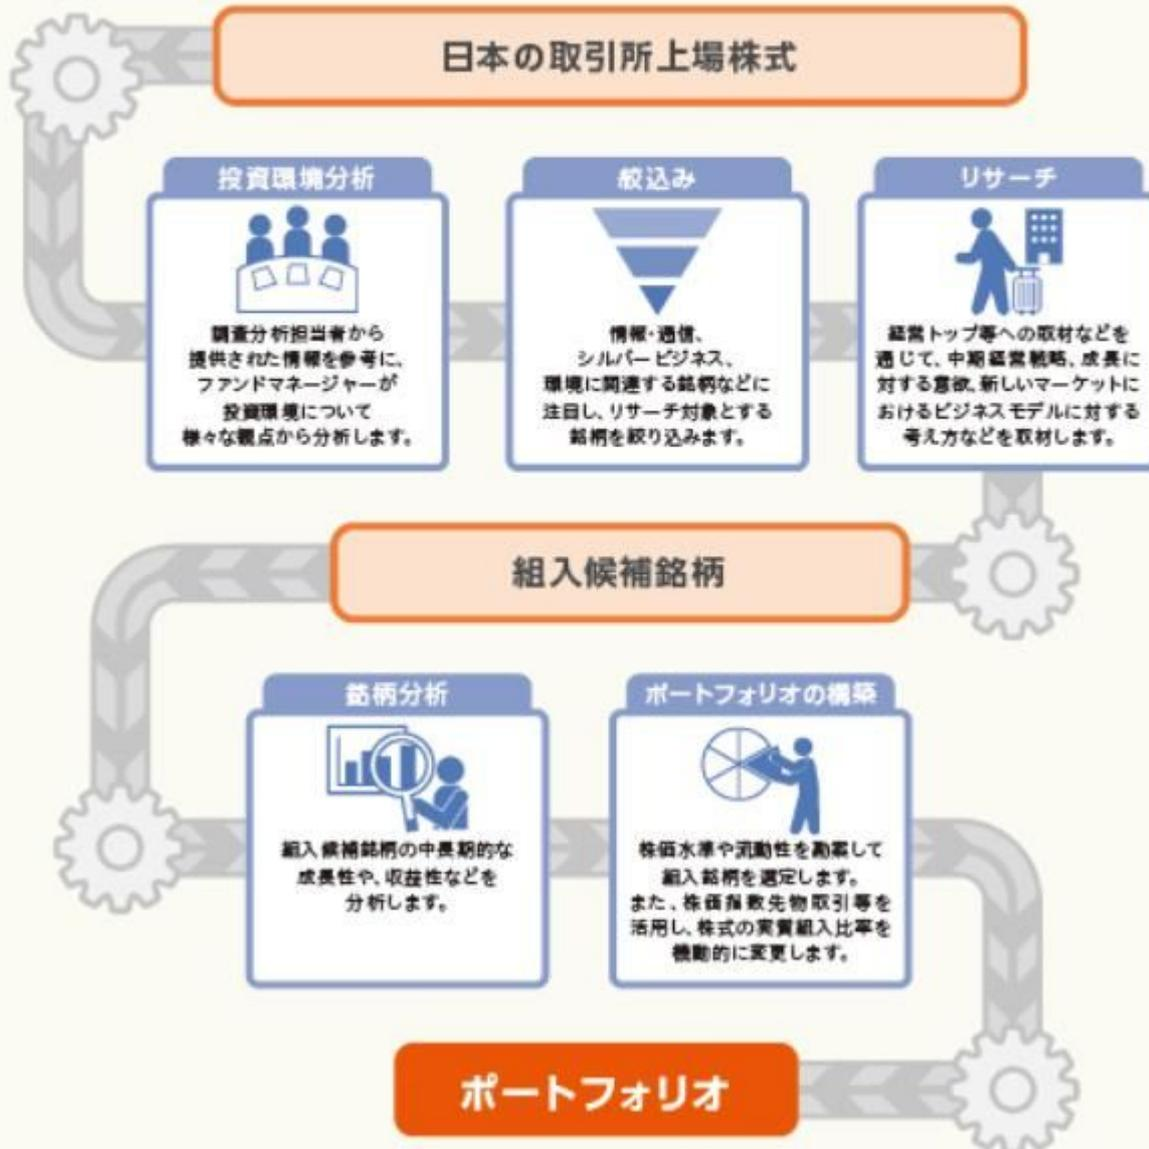 日本の取引所上場株式
投資環境分析
調査分析担当者から
提供された情報を参考に、
ファンドマネージャーが
投資環境について
様々な観点から分析します。
絞込み
情報・通信、
シルバービジネス、
環境に関連する銘柄などに
注目し、リサーチ対象とする
銘柄を絞り込みます。
リサーチ
経営トップ等への取材などを
通じて、中期経営戦略、成長に
対する意欲、新しいマーケットに
おけるビジネスモデルに対する
考え方などを取材します。
組入候補銘柄
銘柄分析
組入候補銘柄の中長期的な
成長性や、収益性などを
分析します。
ポートフォリオの構築
株価水準や流動性を勘案して
組入銘柄を選定します。
また、株価指数先物取引等を
活用し、株式の実質組入比率を
機動的に変更します。
ポートフォリオ